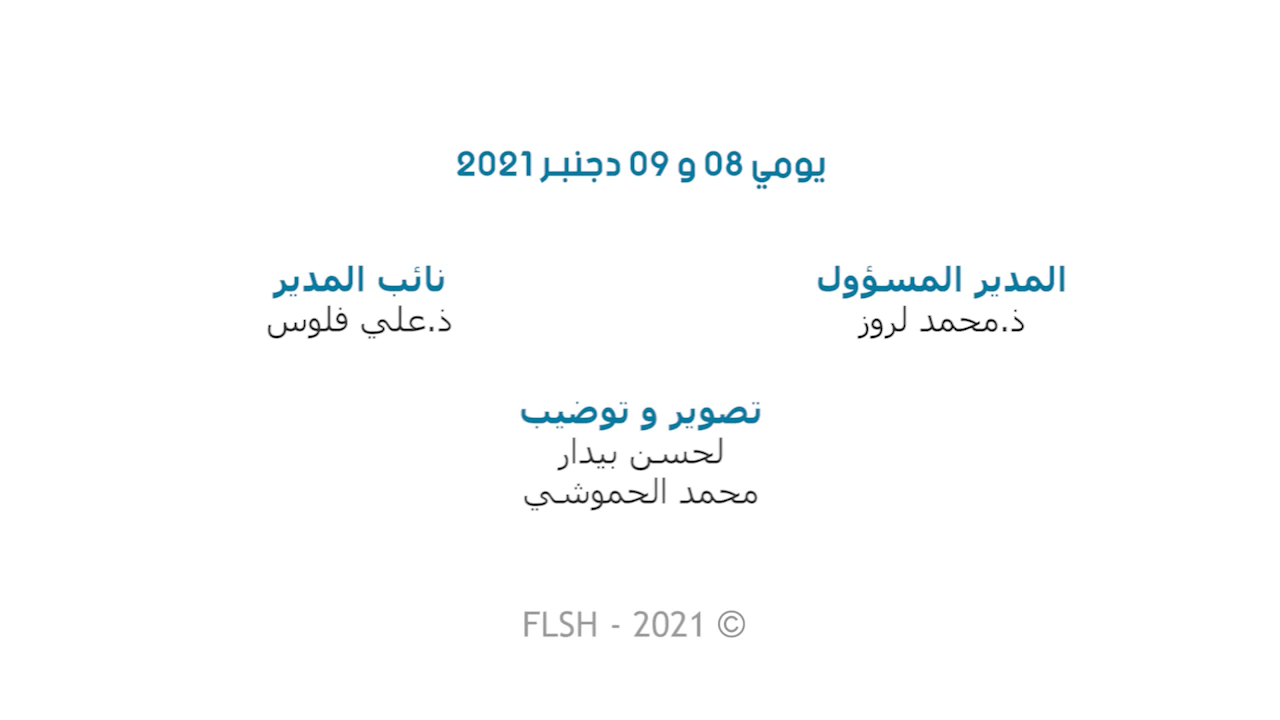 يومي 08 و 09 دجنبر 2021
المدير المسؤول
ذ.محمد لروز
نائب المدير
ذ.علي فلوس
تصوير و توضيب
لحسن بيدار
محمد الحموشي
FLSH - 2021 ©